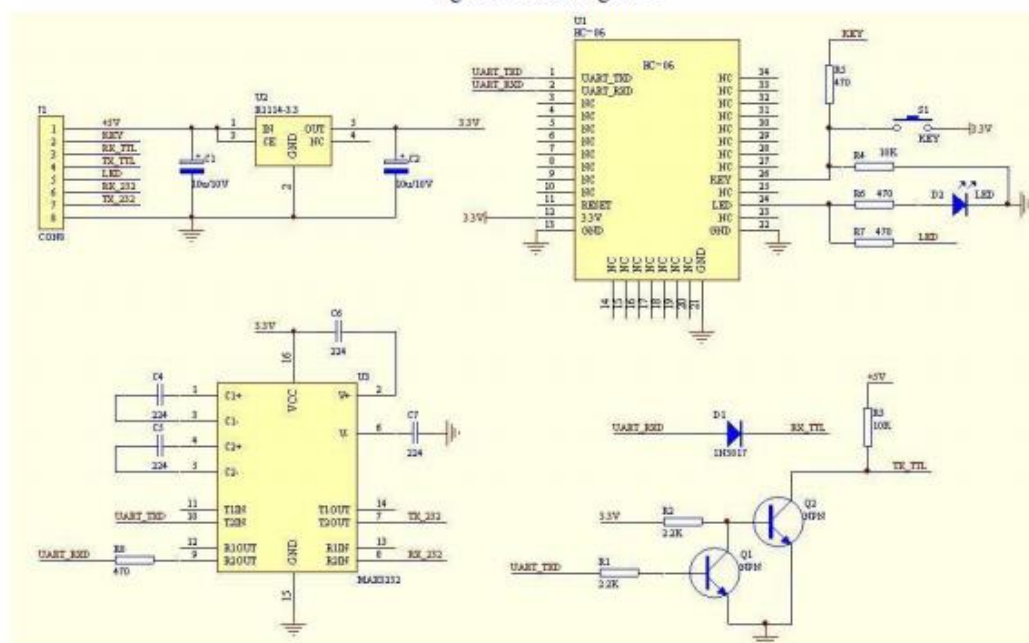 J1
1 +5V
2 KEY
3 RX_TTL
4 TX_TTL
5 LED
6 RX_232
7 TX_232
8
CON8
U2
R1114-3.3
1 IN OUT 5 3.3V
3 CE NC 4
GND
2
C1
10u/10V
C2
10u/10V
U1
HC-06
HC-06
UART_TXD 1 UART_TXD NC 34
UART_RXD 2 UART_RXD NC 33
3 NC NC 32
4 NC NC 31
5 NC NC 30
6 NC NC 29
7 NC NC 28
8 NC NC 27
9 NC KEY 26
10 NC NC 25
11 RESET LED 24
3.3V 12 3.3V NC 23
13 GND GND 22
NC NC NC NC NC NC NC GND
14 15 16 17 18 19 20 21
KEY
R5
470
S1
KEY
3.3V
R4 10K
R6 470
D2 LED
R7 470
LED
3.3V
C6
224
16
VCC
U3
C4
224
1 C1+
3 C1-
C5
224
4 C2+
5 C2-
V+ 2
V- 6
C7
224
11 T1IN T1OUT 14
UART_TXD 10 T2IN T2OUT 7 TX_232
12 R1OUT R1IN 13
UART_RXD R8 470 9 R2OUT R2IN 8 RX_232
GND
15
MAX3232
UART_RXD D1 RX_TTL
+5V
R3
10K
TX_TTL
3.3V R2
2.2K
Q2
NPN
Q1
NPN
UART_TXD R1
2.2K